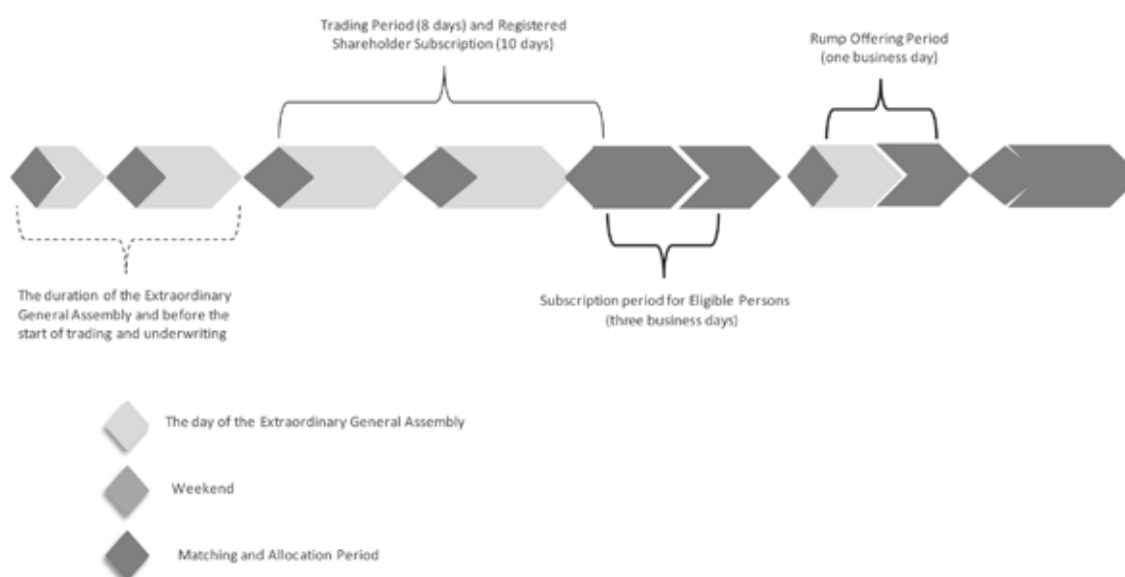 Trading Period (8 days) and Registered
Shareholder Subscription (10 days)
Rump Offering Period
(one business day)
The duration of the Extraordinary
General Assembly and before the
start of trading and underwriting
Subscription period for Eligible Persons
(three business days)
The day of the Extraordinary General Assembly
Weekend
Matching and Allocation Period